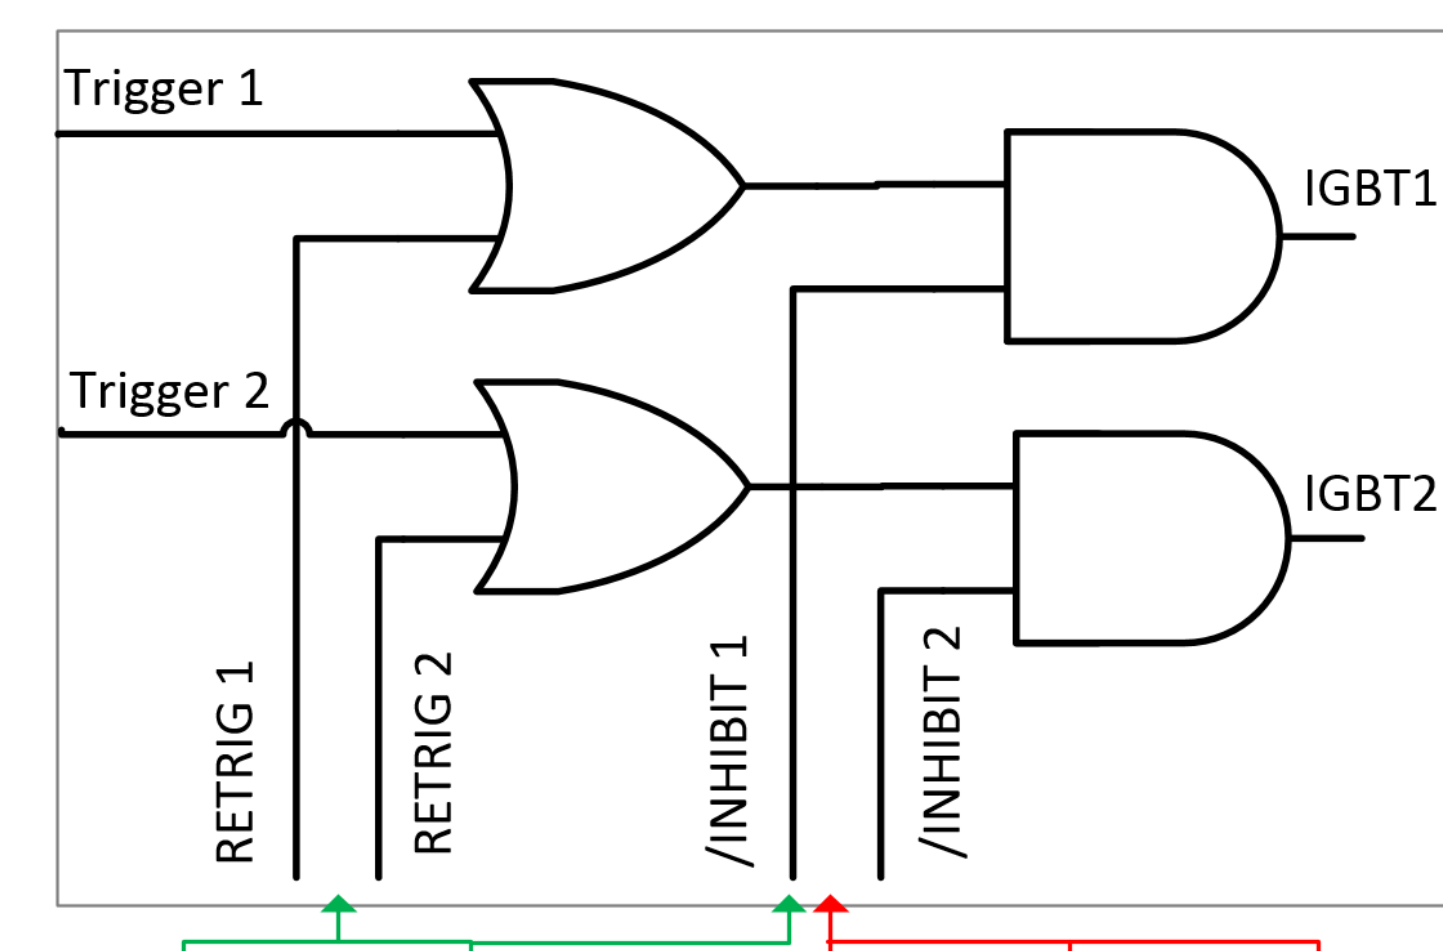 Trigger 1
IGBT1
Trigger 2
IGBT2
RETRIG 1
RETRIG 2
/INHIBIT 1
/INHIBIT 2